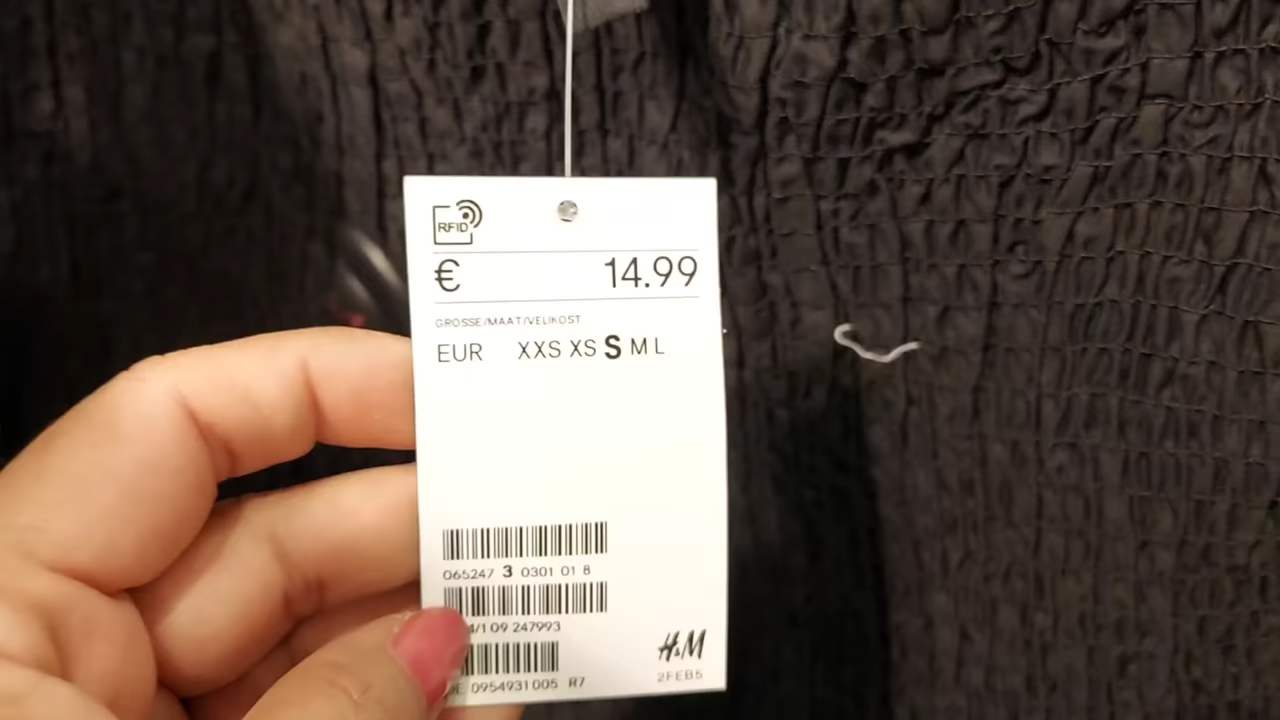 RFID
€ 14.99
GROSSE/MAAT/VELIKOST
EUR XXS XS S M L
065247 3 0301 01 8
/1 09 247993
0954931005 R7
H&M
2FEB5